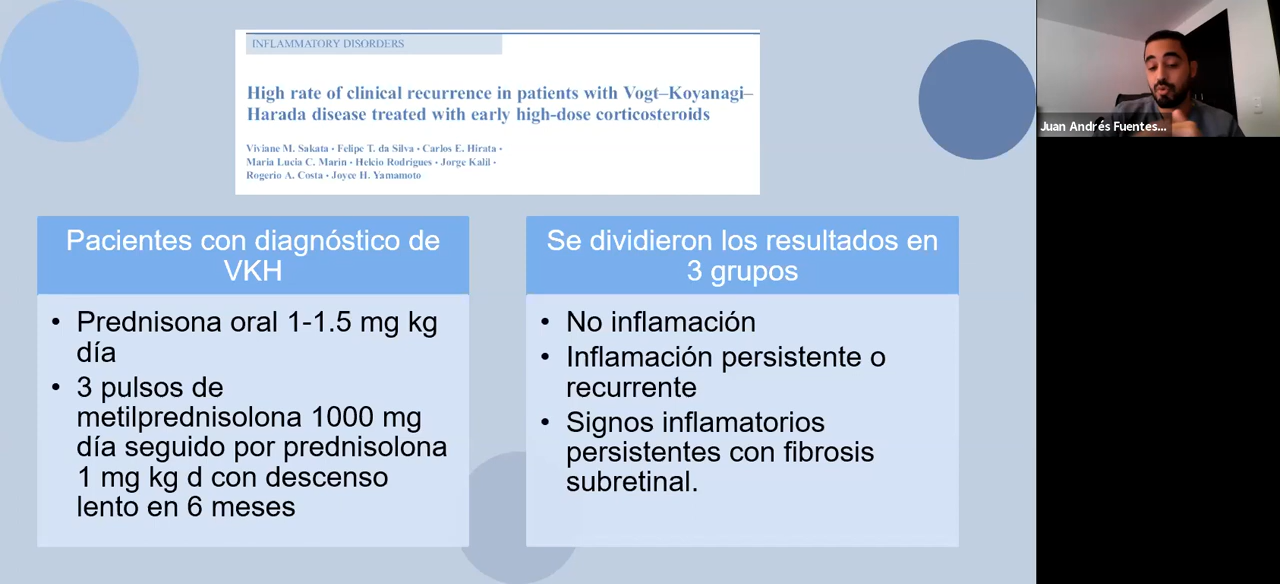 INFLAMMATORY DISORDERS
High rate of clinical recurrence in patients with Vogt–Koyanagi–
Harada disease treated with early high-dose corticosteroids
Viviane M. Sakata · Felipe T. da Silva · Carlos E. Hirata ·
Maria Lucia C. Marin · Helcio Rodrigues · Jorge Kalil ·
Rogerio A. Costa · Joyce H. Yamamoto
Juan Andrés Fuentes...
Pacientes con diagnóstico de
VKH
• Prednisona oral 1-1.5 mg kg
día
• 3 pulsos de
metilprednisolona 1000 mg
día seguido por prednisolona
1 mg kg d con descenso
lento en 6 meses
Se dividieron los resultados en
3 grupos
• No inflamación
• Inflamación persistente o
recurrente
• Signos inflamatorios
persistentes con fibrosis
subretinal.